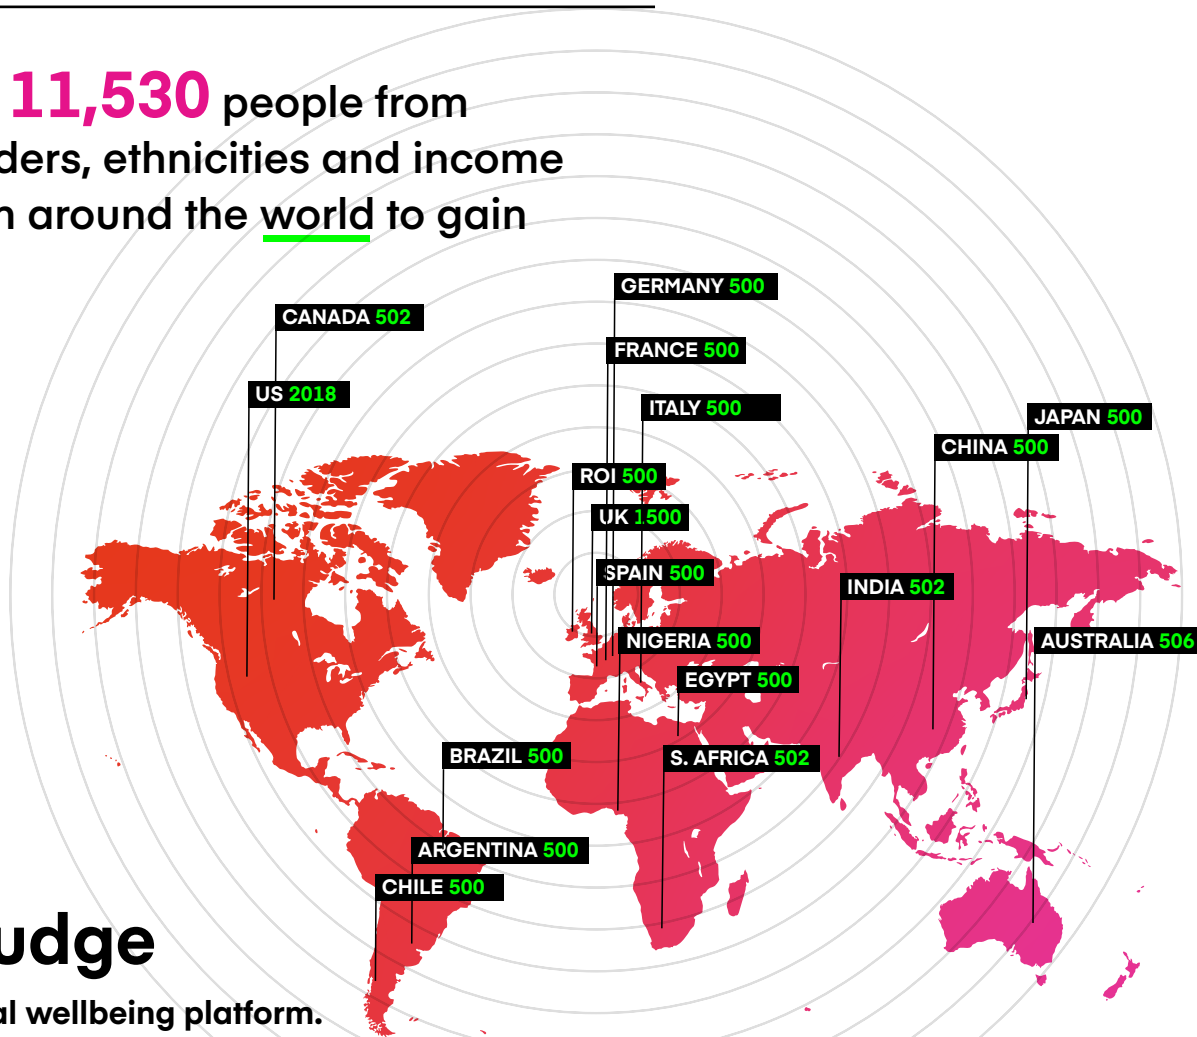 11,530 people from
ders, ethnicities and income
n around the world to gain
GERMANY 500
CANADA 502
FRANCE 500
US 2018
ITALY 500
JAPAN 500
CHINA 500
ROI 500
UK 1500
SPAIN 500
INDIA 502
NIGERIA 500
AUSTRALIA 506
EGYPT 500
BRAZIL 500
S. AFRICA 502
ARGENTINA 500
CHILE 500
udge
al wellbeing platform.